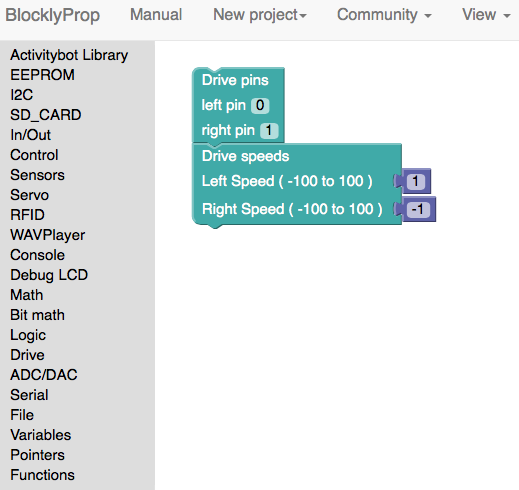 BlocklyProp Manual New project Community View
Activitybot Library
EEPROM
I2C
SD_CARD
In/Out
Control
Sensors
Servo
RFID
WAVPlayer
Console
Debug LCD
Math
Bit math
Logic
Drive
ADC/DAC
Serial
File
Variables
Pointers
Functions
Drive pins
left pin 0
right pin 1
Drive speeds
Left Speed ( -100 to 100 ) 1
Right Speed ( -100 to 100 ) -1